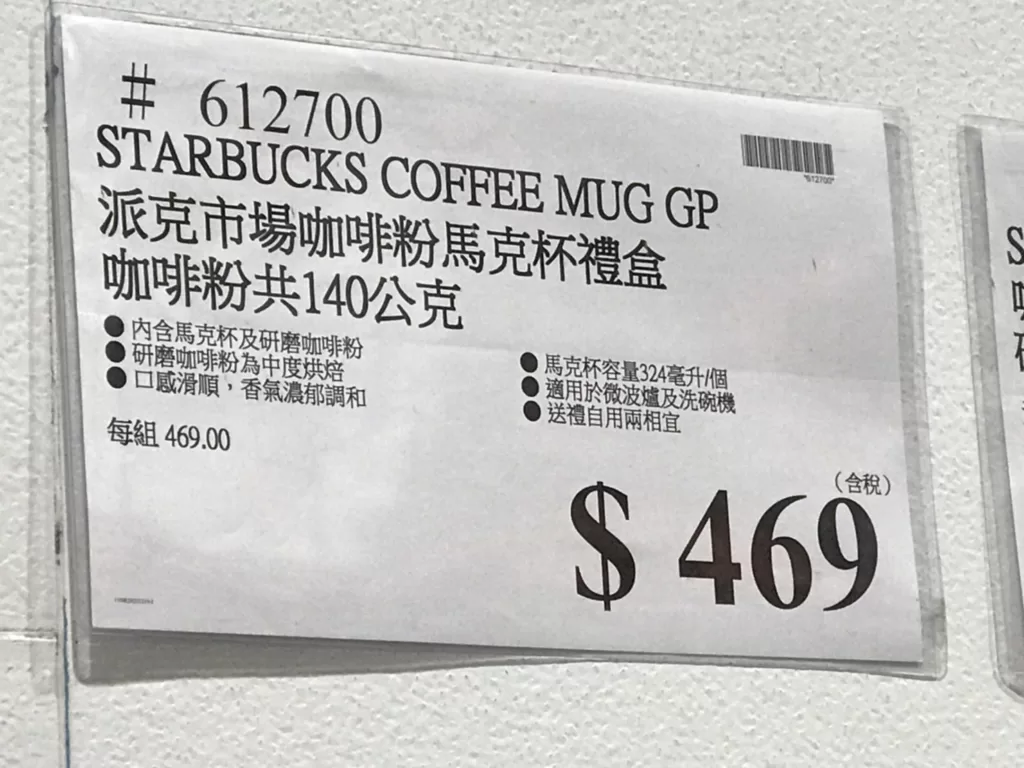 # 612700
*612700*
STARBUCKS COFFEE MUG GP
派克市場咖啡粉馬克杯禮盒
咖啡粉共140公克
●內含馬克杯及研磨咖啡粉
●研磨咖啡粉為中度烘焙
●口感滑順，香氣濃郁調和
●馬克杯容量324毫升/個
●適用於微波爐及洗碗機
●送禮自用兩相宜
每組 469.00
（含稅）
$ 469